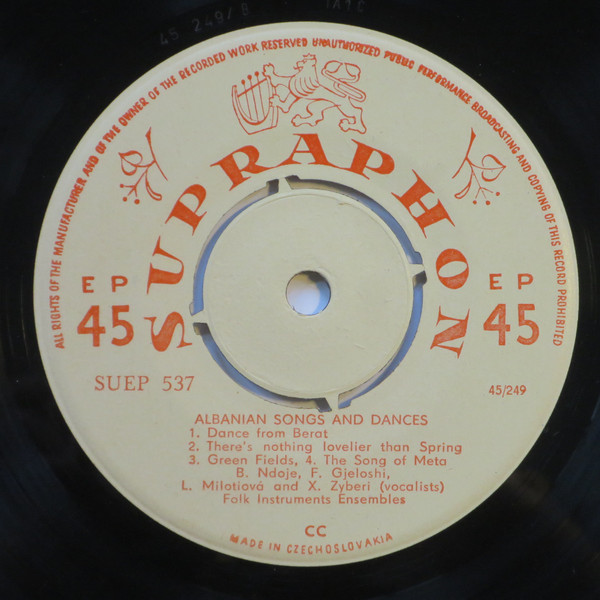 45 249/8
ALL RIGHTS OF THE MANUFACTURER AND OF THE OWNER OF THE RECORDED WORK RESERVED UNAUTHORIZED PUBLIC PERFORMANCE BROADCASTING AND COPYING OF THIS RECORD PROHIBITED
SUPRAPHON
EP
45
EP
45
SUEP 537
45/249
ALBANIAN SONGS AND DANCES
1. Dance from Berat
2. There's nothing lovelier than Spring
3. Green Fields, 4. The Song of Meta
B. Ndoje, F. Gjeloshi,
L. Milotiová and X. Zyberi (vocalists)
Folk Instruments Ensembles
CC
MADE IN CZECHOSLOVAKIA